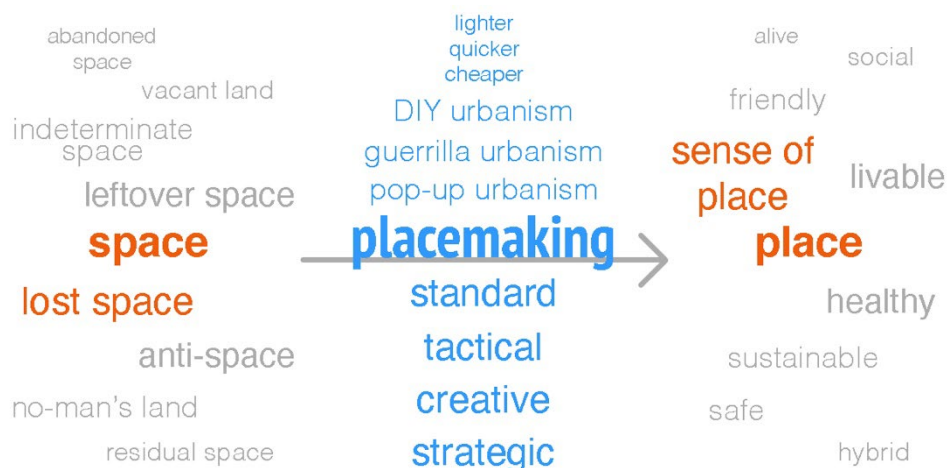 abandoned
space
vacant land
indeterminate
space
leftover space
space
lost space
anti-space
no-man's land
residual space
lighter
quicker
cheaper
DIY urbanism
guerrilla urbanism
pop-up urbanism
placemaking
standard
tactical
creative
strategic
alive
social
friendly
sense of
place
livable
place
healthy
sustainable
safe
hybrid